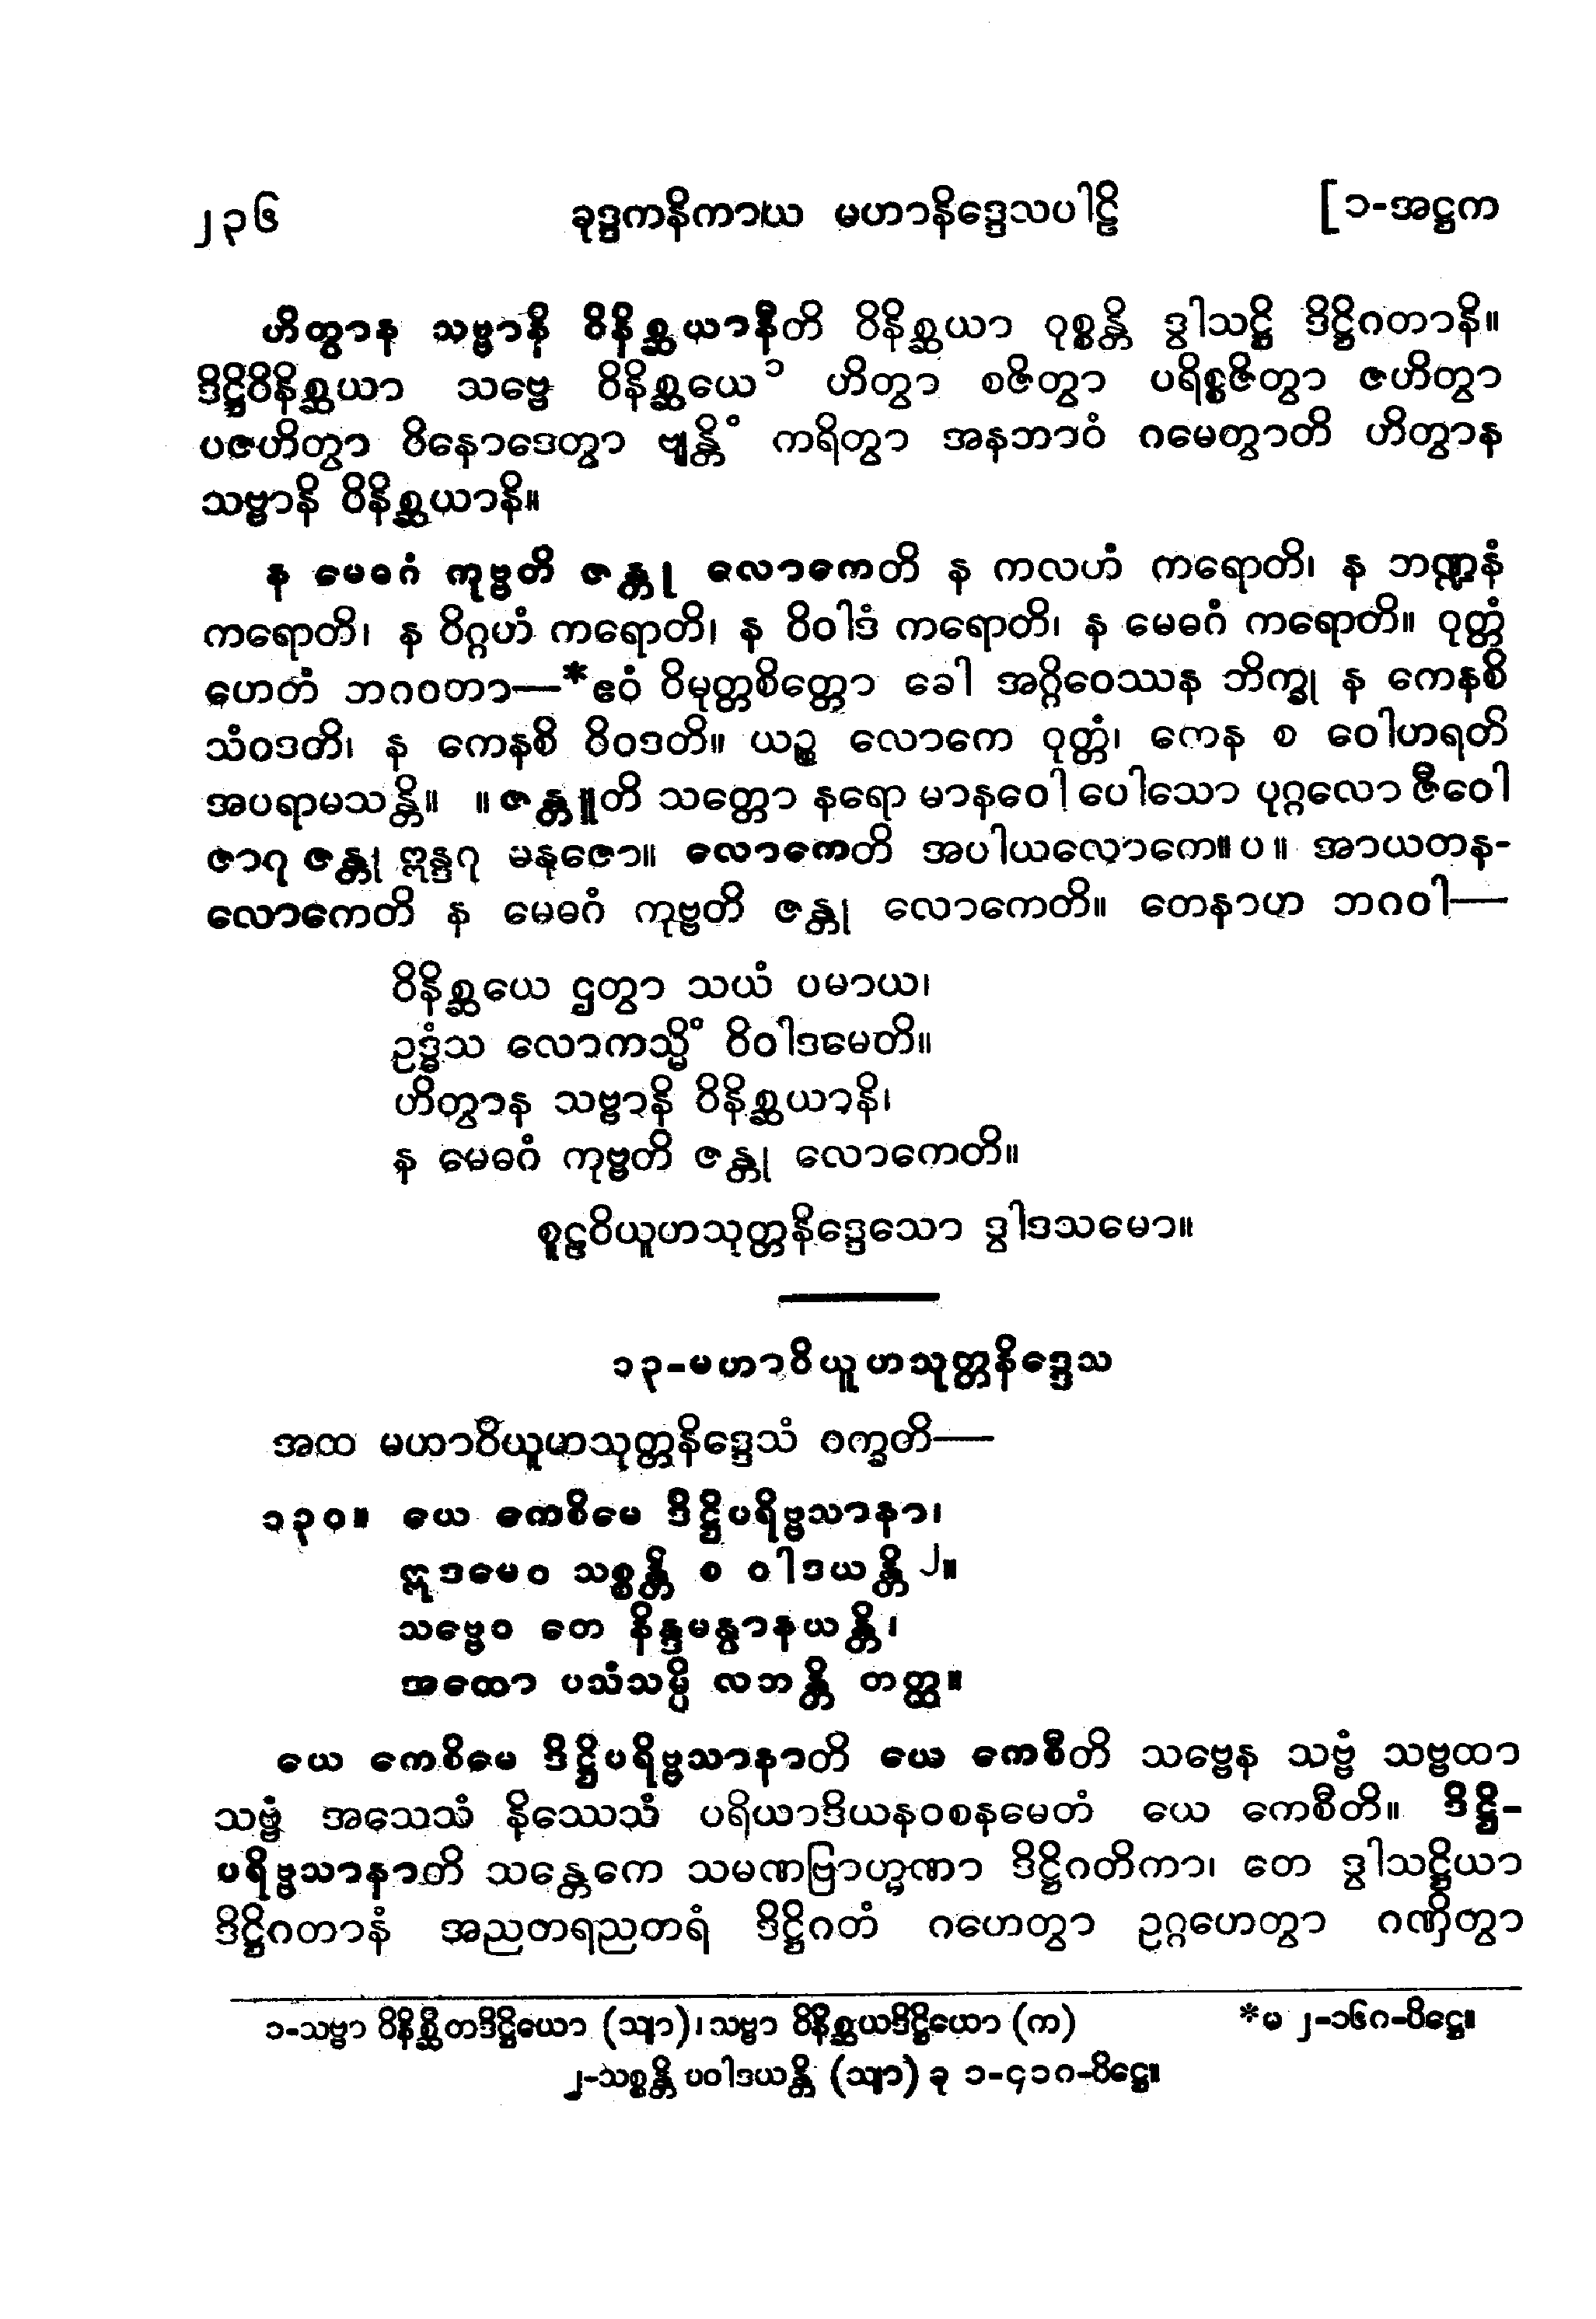 ၂၃၆ ခုဒ္ဒကနိကာယ မဟာနိဒ္ဒေသပါဠိ [၁-အဋ္ဌက
ဟိတွာန သဗ္ဗာနိ ဝိနိစ္ဆယာနီတိ ဝိနိစ္ဆယာ ဝုစ္စန္တိ ဒွါသဋ္ဌိ ဒိဋ္ဌိဂတာနိ။
ဒိဋ္ဌိဝိနိစ္ဆယာ သဗ္ဗေ ဝိနိစ္ဆယေ ၁ ဟိတွာ စဇိတွာ ပရိစ္စဇိတွာ ဇဟိတွာ
ပဇဟိတွာ ဝိနောဒေတွာ ဗျန္တိံ ကရိတွာ အနဘာဝံ ဂမေတွာတိ ဟိတွာန
သဗ္ဗာနိ ဝိနိစ္ဆယာနိ။
န မေဓဂံ ကုဗ္ဗတိ ဇန္တု လောကေတိ န ကလဟံ ကရောတိ၊ န ဘဏ္ဍနံ
ကရောတိ၊ န ဝိဂ္ဂဟံ ကရောတိ၊ န ဝိဝါဒံ ကရောတိ၊ န မေဓဂံ ကရောတိ။ ဝုတ္တံ
ဟေတံ ဘဂဝတာ—*ဧဝံ ဝိမုတ္တစိတ္တော ခေါ အဂ္ဂိဝေဿန ဘိက္ခု န ကေနစိ
သံဝဒတိ၊ န ကေနစိ ဝိဝဒတိ။ ယဉ္စ လောကေ ဝုတ္တံ၊ တေန စ ဝေါဟရတိ
အပရာမသန္တိ။ ။ဇန္တူတိ သတ္တော နရော မာနဝေါ ပေါသော ပုဂ္ဂလော ဇီဝေါ
ဇာဂု ဇန္တု ဣန္ဒဂု မနုဇော။ လောကေတိ အပါယလောကေ။ပ။ အာယတန-
လောကေတိ န မေဓဂံ ကုဗ္ဗတိ ဇန္တု လောကေတိ။ တေနာဟ ဘဂဝါ—
ဝိနိစ္ဆယေ ဌတွာ သယံ ပမာယ၊
ဥဒ္ဓံသ လောကသ္မိံ ဝိဝါဒမေတိ။
ဟိတွာန သဗ္ဗာနိ ဝိနိစ္ဆယာနိ၊
န မေဓဂံ ကုဗ္ဗတိ ဇန္တု လောကေတိ။
စူဠဝိယူဟသုတ္တနိဒ္ဒေသော ဒွါဒသမော။
၁၃-မဟာဝိယူဟသုတ္တနိဒ္ဒေသ
အထ မဟာဝိယူဟသုတ္တနိဒ္ဒေသံ ဝက္ခတိ—
၁၃၀။ ယေ ကေစိမေ ဒိဋ္ဌိပရိဗ္ဗသာနာ၊
ဣဒမေဝ သစ္စန္တိ စ ဝါဒယန္တိ ၂။
သဗ္ဗေဝ တေ နိန္ဒမန္ွာနယန္တိ၊
အထော ပသံသမ္ပိ လဘန္တိ တတ္ထ။
ယေ ကေစိမေ ဒိဋ္ဌိပရိဗ္ဗသာနာတိ ယေ ကေစီတိ သဗ္ဗေန သဗ္ဗံ သဗ္ဗထာ
သဗ္ဗံ အသေသံ နိဿေသံ ပရိယာဒိယနဝစနမေတံ ယေ ကေစီတိ။ ဒိဋ္ဌိ-
ပရိဗ္ဗသာနာတိ သန္တေကေ သမဏဗြာဟ္မဏာ ဒိဋ္ဌိဂတိကာ၊ တေ ဒွါသဋ္ဌိယာ
ဒိဋ္ဌိဂတာနံ အညတရညတရံ ဒိဋ္ဌိဂတံ ဂဟေတွာ ဥဂ္ဂဟေတွာ ဂဏှိတွာ
၁-သဗ္ဗာ ဝိနိစ္ဆိတဒိဋ္ဌိယော (သျာ)၊ သဗ္ဗာ ဝိနိစ္ဆယဒိဋ္ဌိယော (က) *မ ၂-၁၆၈-ပိဋ္ဌေ။
၂-သစ္စန္တိ ပဝါဒယန္တိ (သျာ) ခု ၁-၄၁၈-ပိဋ္ဌေ။